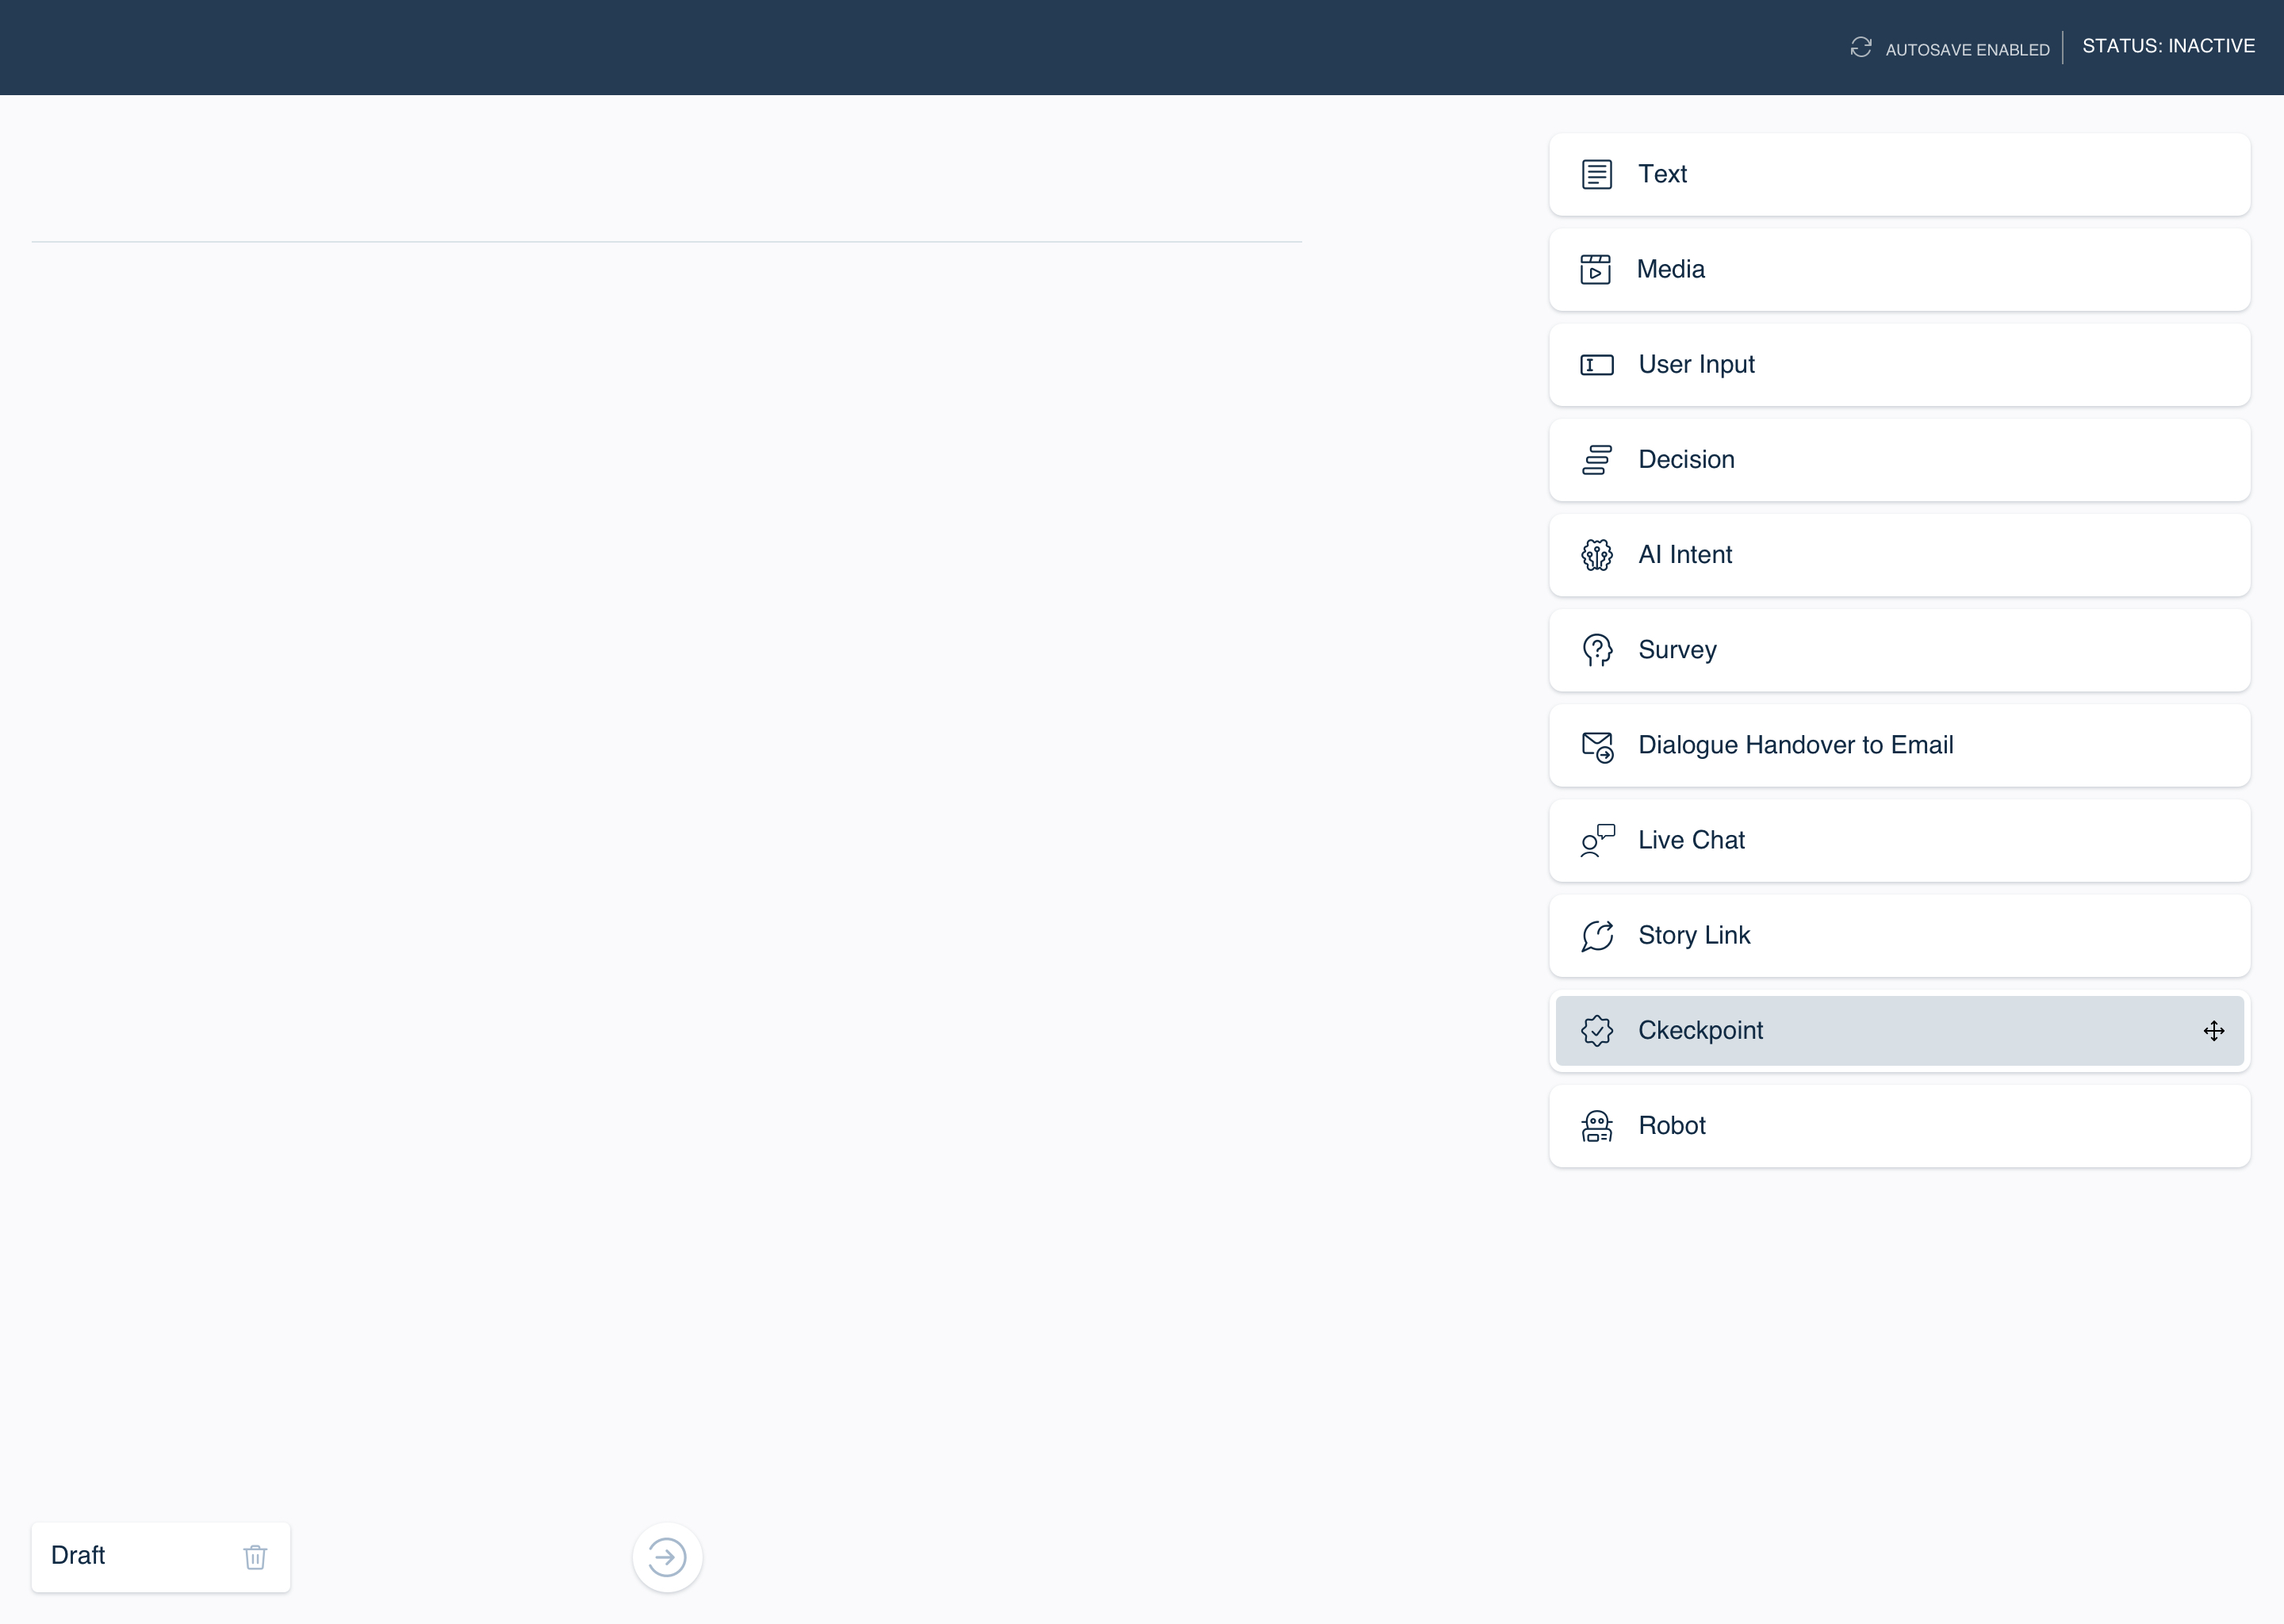 AUTOSAVE ENABLED
STATUS: INACTIVE
Text
Media
User Input
Decision
AI Intent
Survey
Dialogue Handover to Email
Live Chat
Story Link
Ckeckpoint
Robot
Draft